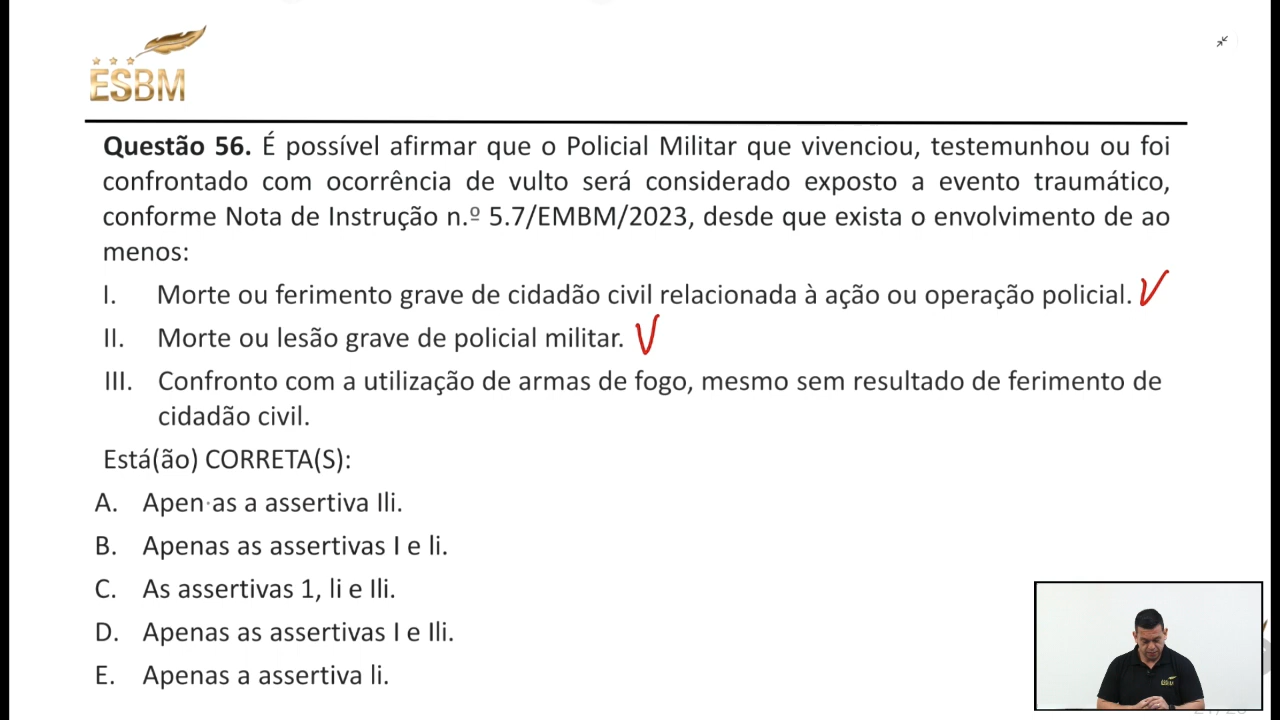 ESBM
Questão 56. É possível afirmar que o Policial Militar que vivenciou, testemunhou ou foi
confrontado com ocorrência de vulto será considerado exposto a evento traumático,
conforme Nota de Instrução n.º 5.7/EMBM/2023, desde que exista o envolvimento de ao
menos:
I. Morte ou ferimento grave de cidadão civil relacionada à ação ou operação policial. V
II. Morte ou lesão grave de policial militar. V
III. Confronto com a utilização de armas de fogo, mesmo sem resultado de ferimento de
cidadão civil.
Está(ão) CORRETA(S):
A. Apen·as a assertiva Ili.
B. Apenas as assertivas I e li.
C. As assertivas 1, li e Ili.
D. Apenas as assertivas I e Ili.
E. Apenas a assertiva li.